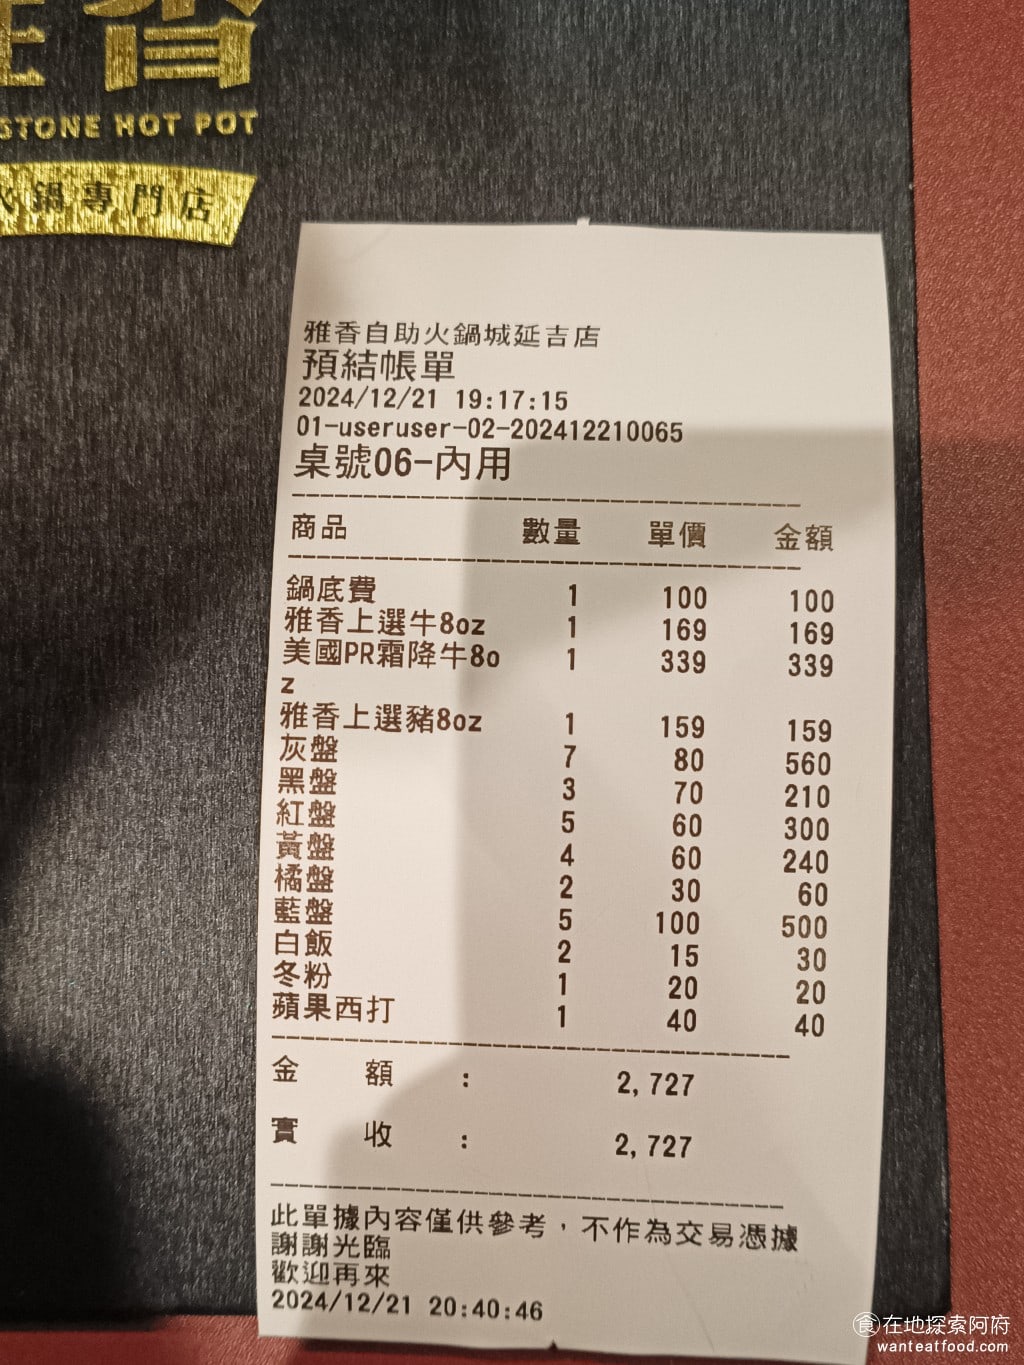 STONE HOT POT
火鍋專門店
雅香自助火鍋城延吉店
預結帳單
2024/12/21 19:17:15
01-useruser-02-202412210065
桌號06-內用
商品 數量 單價 金額
鍋底費 1 100 100
雅香上選牛8oz 1 169 169
美國PR霜降牛8o 1 339 339
z
雅香上選豬8oz 1 159 159
灰盤 7 80 560
黑盤 3 70 210
紅盤 5 60 300
黃盤 4 60 240
橘盤 2 30 60
藍盤 5 100 500
白飯 2 15 30
冬粉 1 20 20
蘋果西打 1 40 40
金 額 : 2,727
實 收 : 2,727
此單據內容僅供參考，不作為交易憑據
謝謝光臨
歡迎再來
2024/12/21 20:40:46
食在地探索阿府
wanteatfood.com